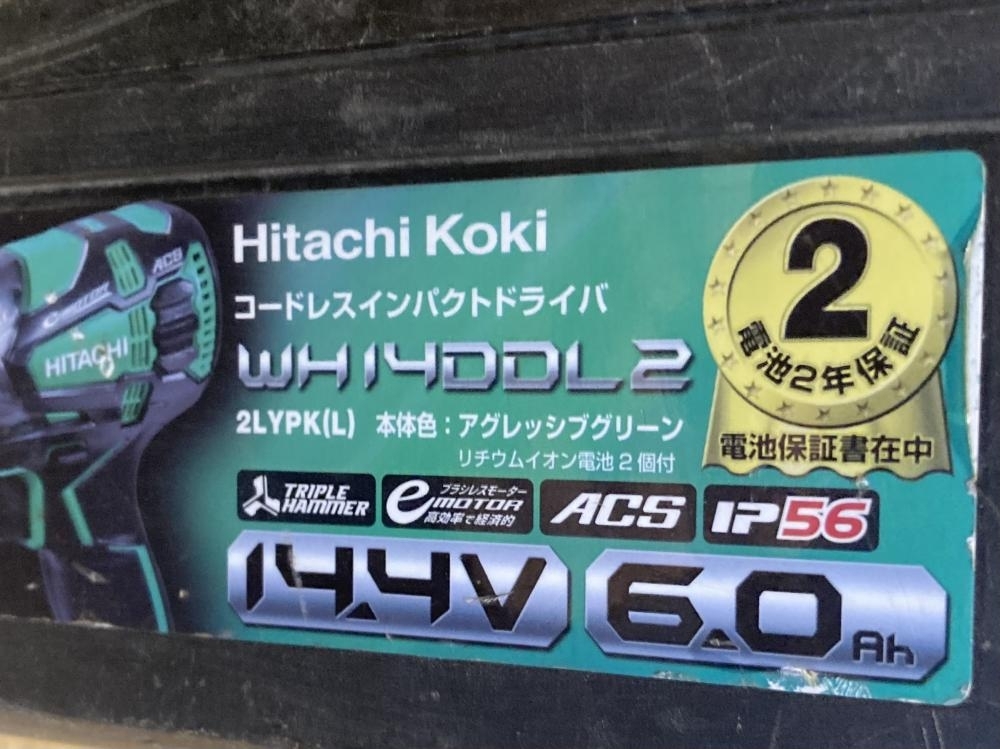 Hitachi Koki
コードレスインパクトドライバ
WH14DDL2
2LYPK(L) 本体色：アグレッシブグリーン
リチウムイオン電池2個付
TRIPLE HAMMER
ブラシレスモーター
e MOTOR
高効率で経済的
ACS
IP56
14.4V
6.0Ah
2
電池2年保証
電池保証書在中
ACS
HITACHI